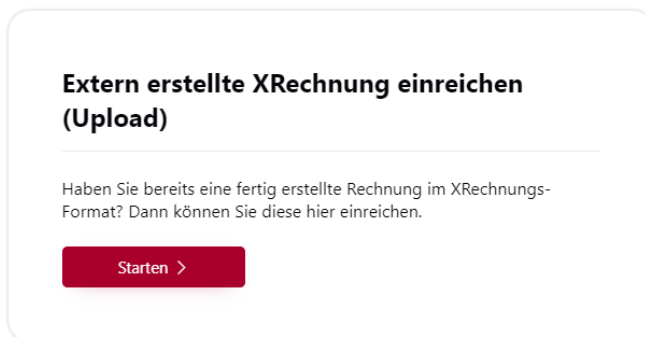 Extern erstellte XRechnung einreichen
(Upload)
Haben Sie bereits eine fertig erstellte Rechnung im XRechnungs-
Format? Dann können Sie diese hier einreichen.
Starten